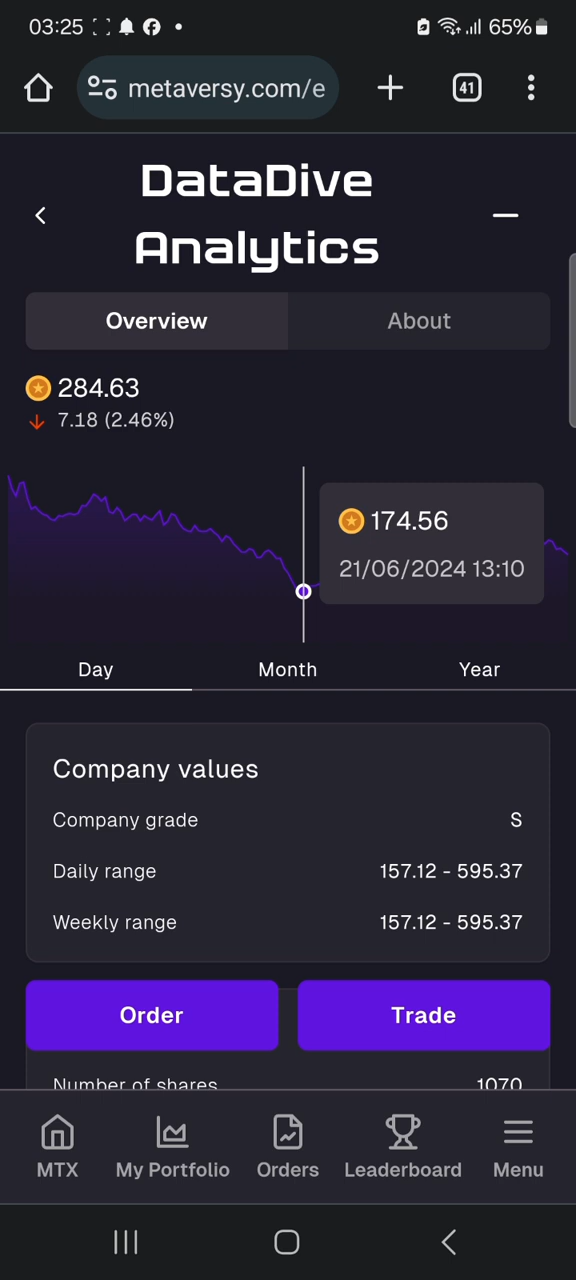 03:25
65%
metaversy.com/e
41
DataDive
Analytics
Overview
About
284.63
7.18 (2.46%)
174.56
21/06/2024 13:10
Day
Month
Year
Company values
Company grade
S
Daily range
157.12 - 595.37
Weekly range
157.12 - 595.37
Order
Trade
Number of shares
1070
MTX
My Portfolio
Orders
Leaderboard
Menu